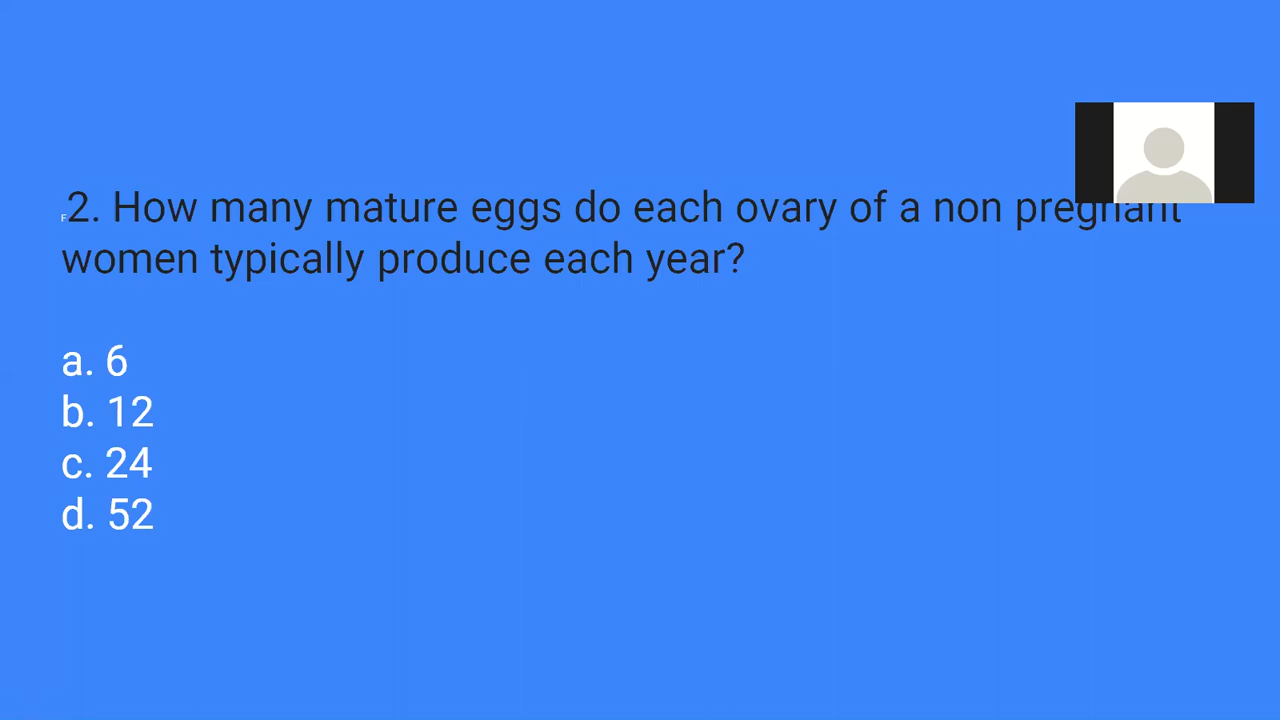 F2. How many mature eggs do each ovary of a non pregnant
women typically produce each year?
a. 6
b. 12
c. 24
d. 52